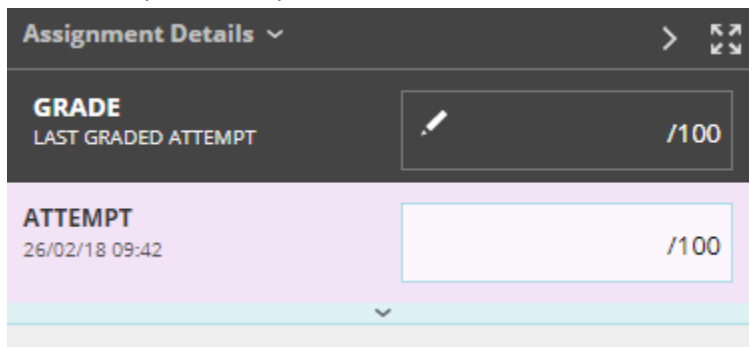 Assignment Details
GRADE
LAST GRADED ATTEMPT
/100
ATTEMPT
26/02/18 09:42
/100